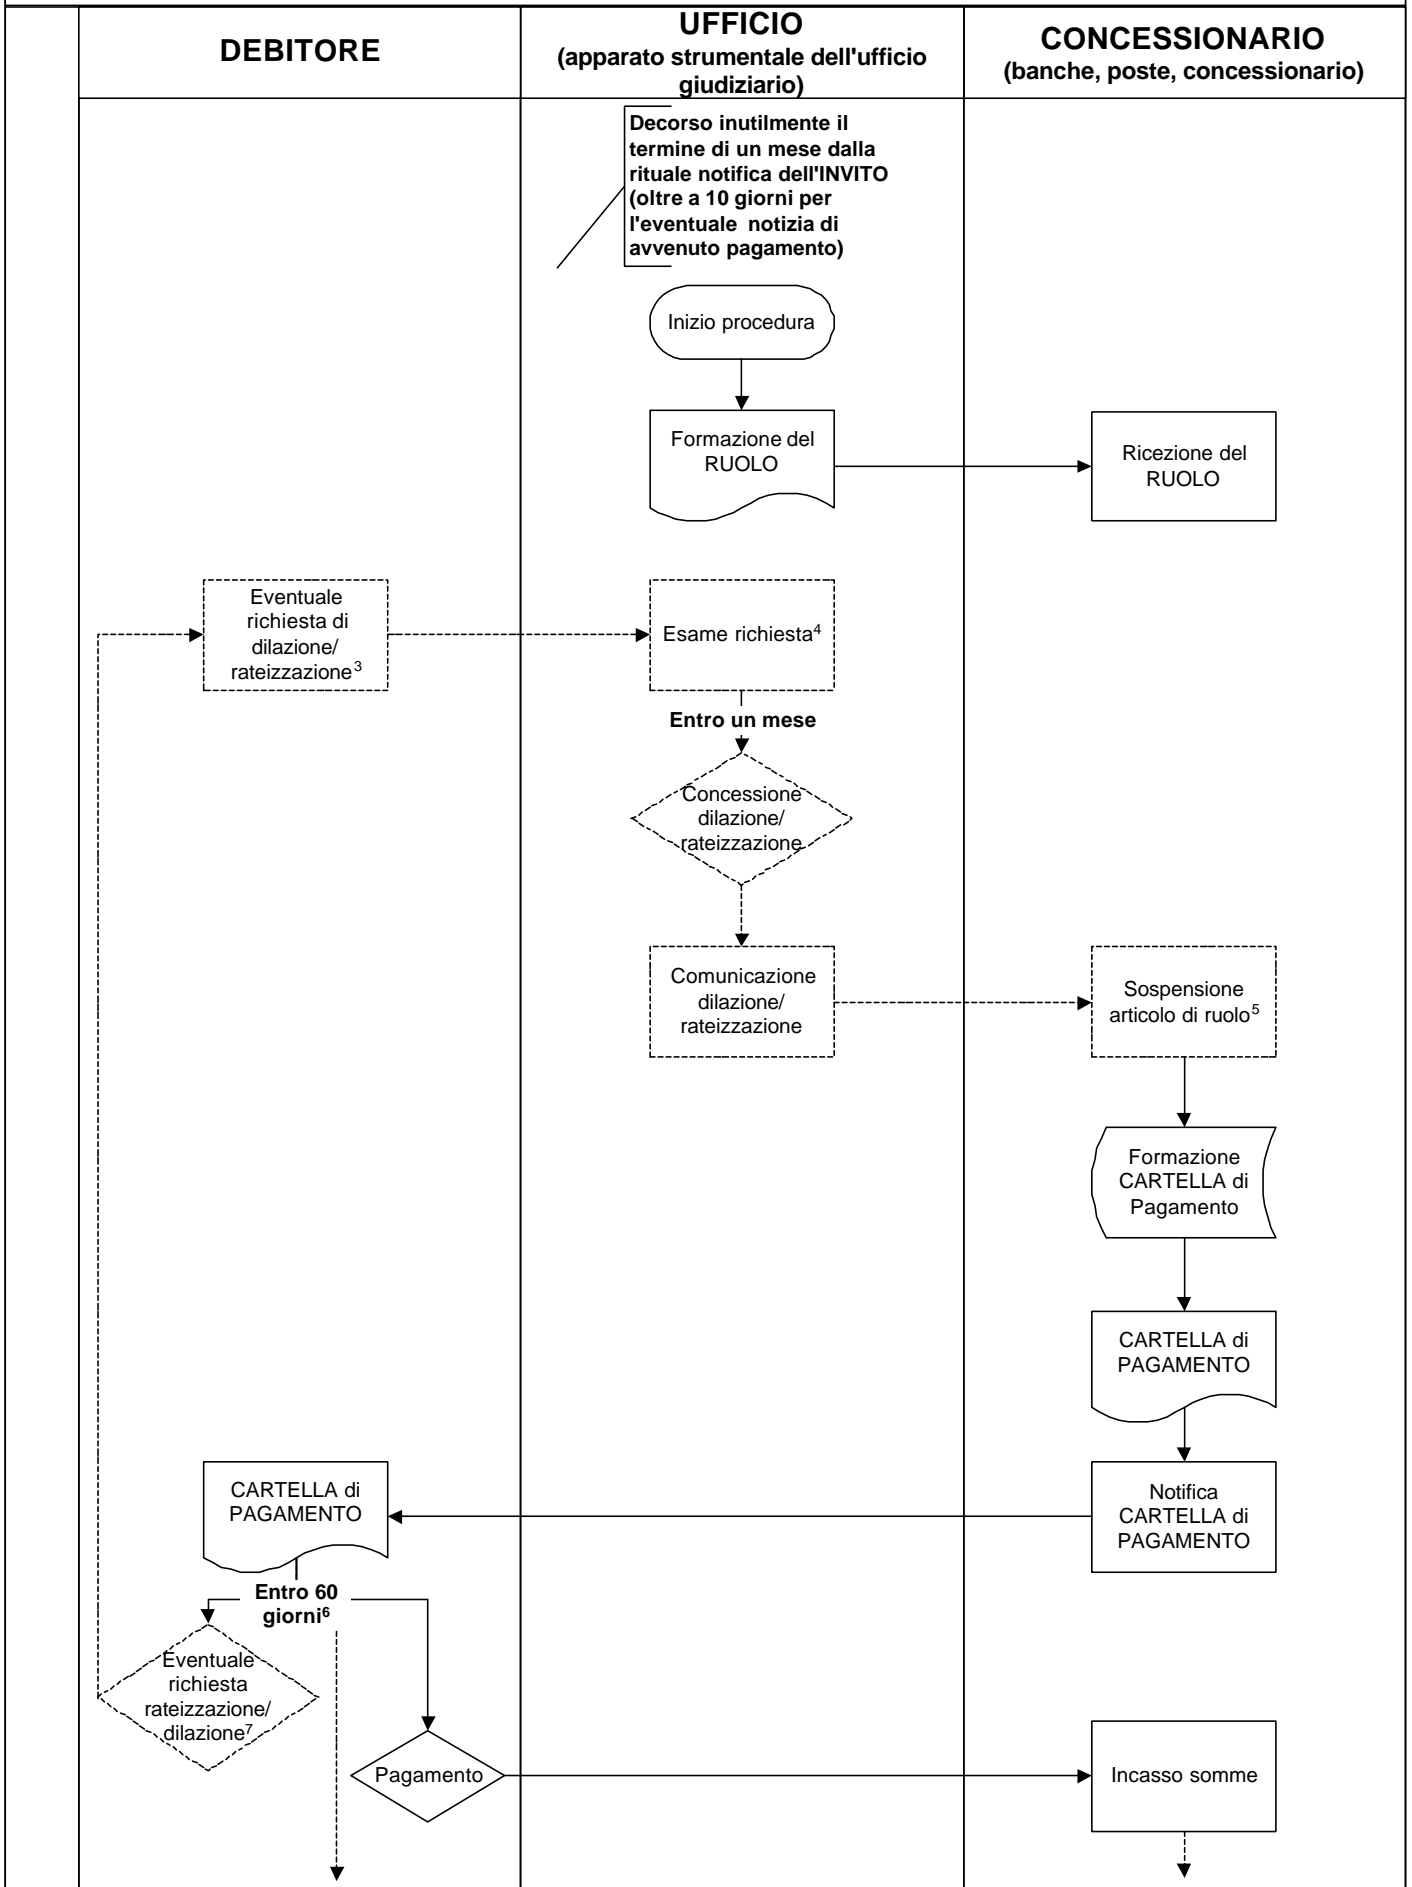 DEBITORE
UFFICIO
(apparato strumentale dell'ufficio
giudiziario)
CONCESSIONARIO
(banche, poste, concessionario)
Decorso inutilmente il
termine di un mese dalla
rituale notifica dell'INVITO
(oltre a 10 giorni per
l'eventuale notizia di
avvenuto pagamento)
Inizio procedura
Formazione del
RUOLO
Ricezione del
RUOLO
Eventuale
richiesta di
dilazione/
rateizzazione³
Esame richiesta⁴
Entro un mese
Concessione
dilazione/
rateizzazione
Comunicazione
dilazione/
rateizzazione
Sospensione
articolo di ruolo⁵
Formazione
CARTELLA di
Pagamento
CARTELLA di
PAGAMENTO
CARTELLA di
PAGAMENTO
Notifica
CARTELLA di
PAGAMENTO
Entro 60
giorni⁶
Eventuale
richiesta
rateizzazione/
dilazione⁷
Pagamento
Incasso somme